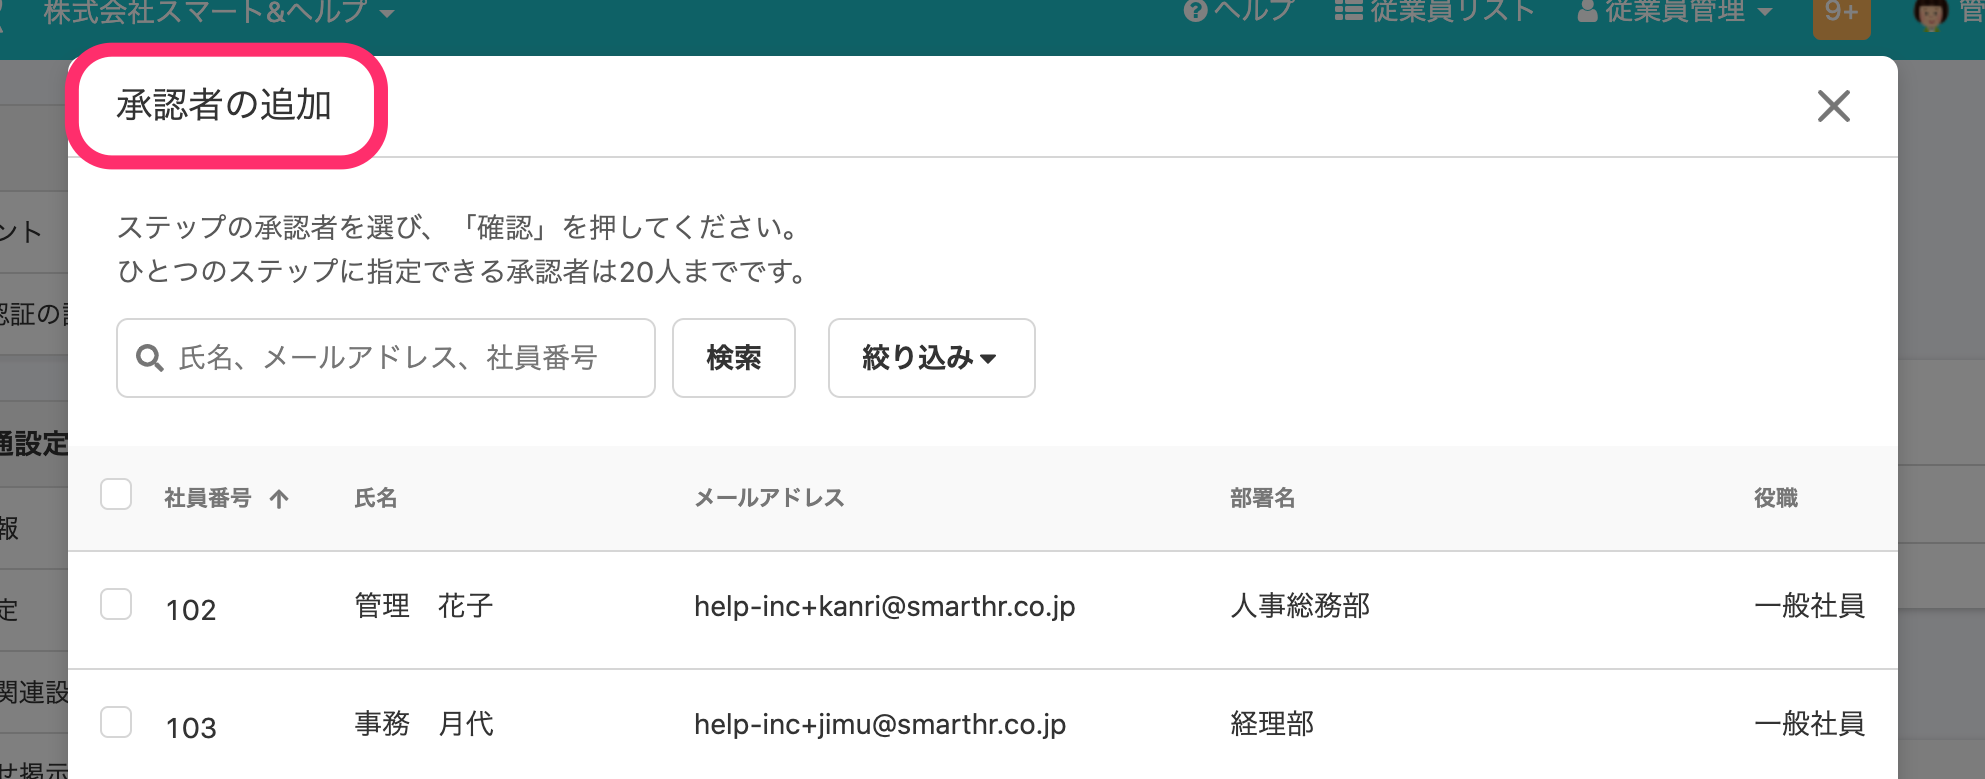 株式会社スマート&ヘルプ
ヘルプ
従業員リスト
従業員管理
9+
管
承認者の追加
ステップの承認者を選び、「確認」を押してください。
ひとつのステップに指定できる承認者は20人までです。
氏名、メールアドレス、社員番号
検索
絞り込み
社員番号 ↑ 氏名 メールアドレス 部署名 役職
102 管理 花子 help-inc+kanri@smarthr.co.jp 人事総務部 一般社員
103 事務 月代 help-inc+jimu@smarthr.co.jp 経理部 一般社員
ント
認証の
通設定
報
定
関連設
せ掲示